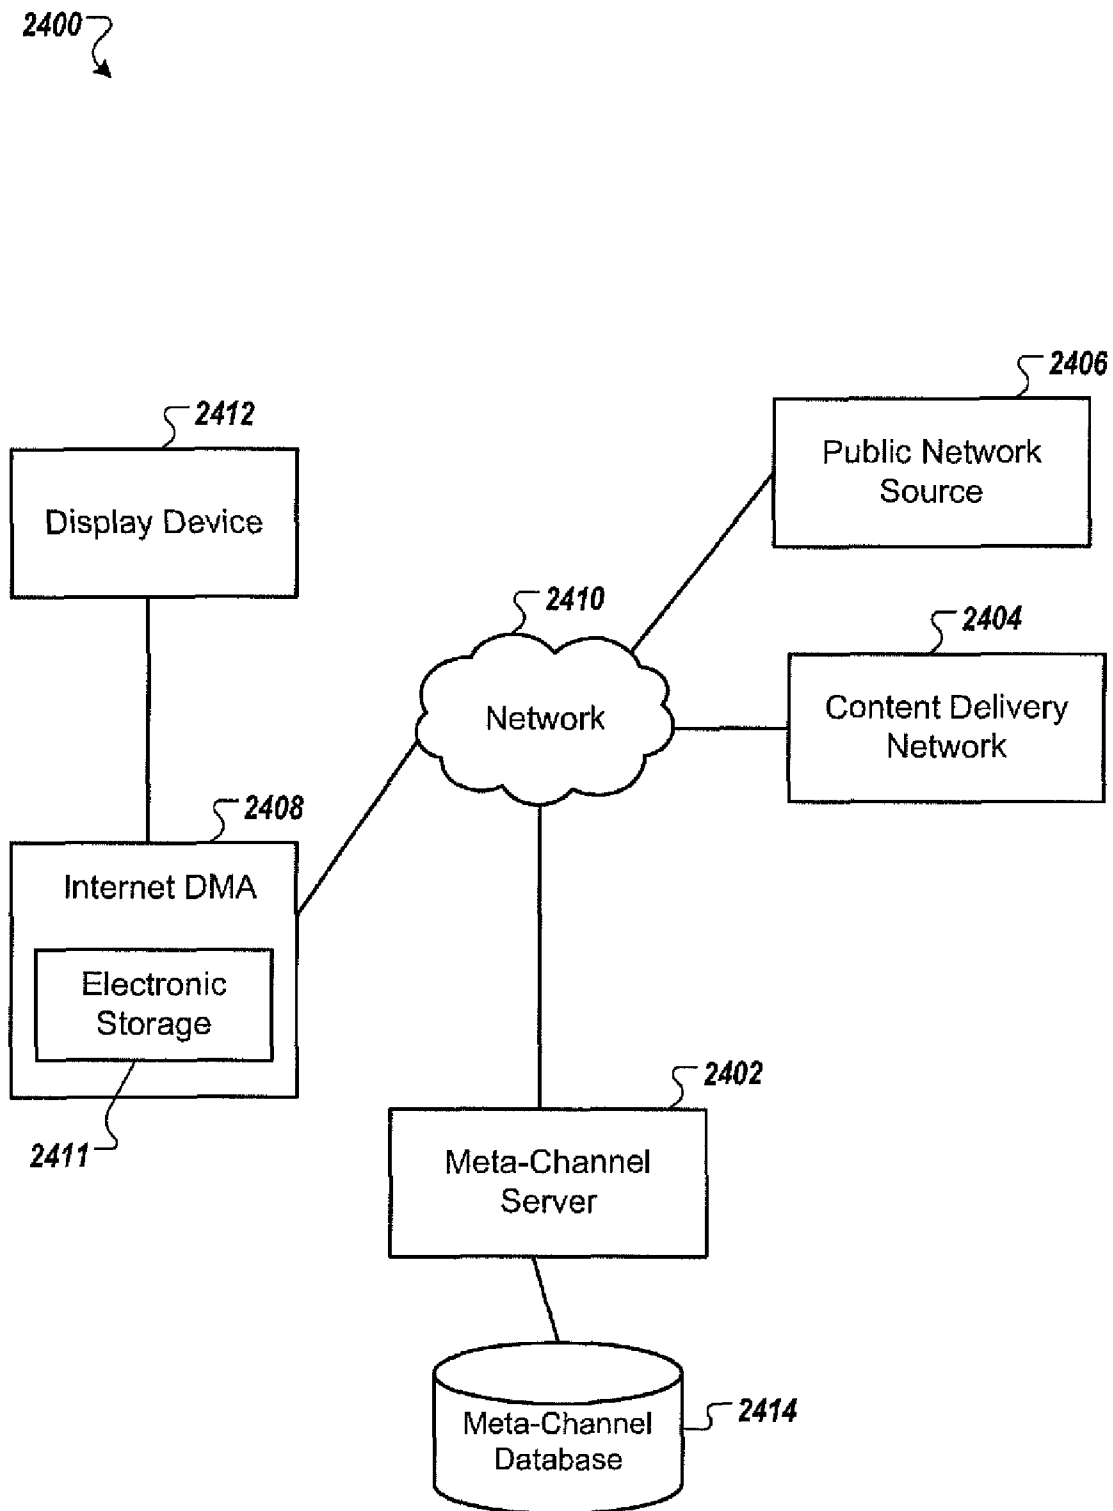 2400
2406
Public Network
Source
2412
Display Device
2410
Network
2404
Content Delivery
Network
2408
Internet DMA
Electronic
Storage
2411
2402
Meta-Channel
Server
Meta-Channel
Database
2414